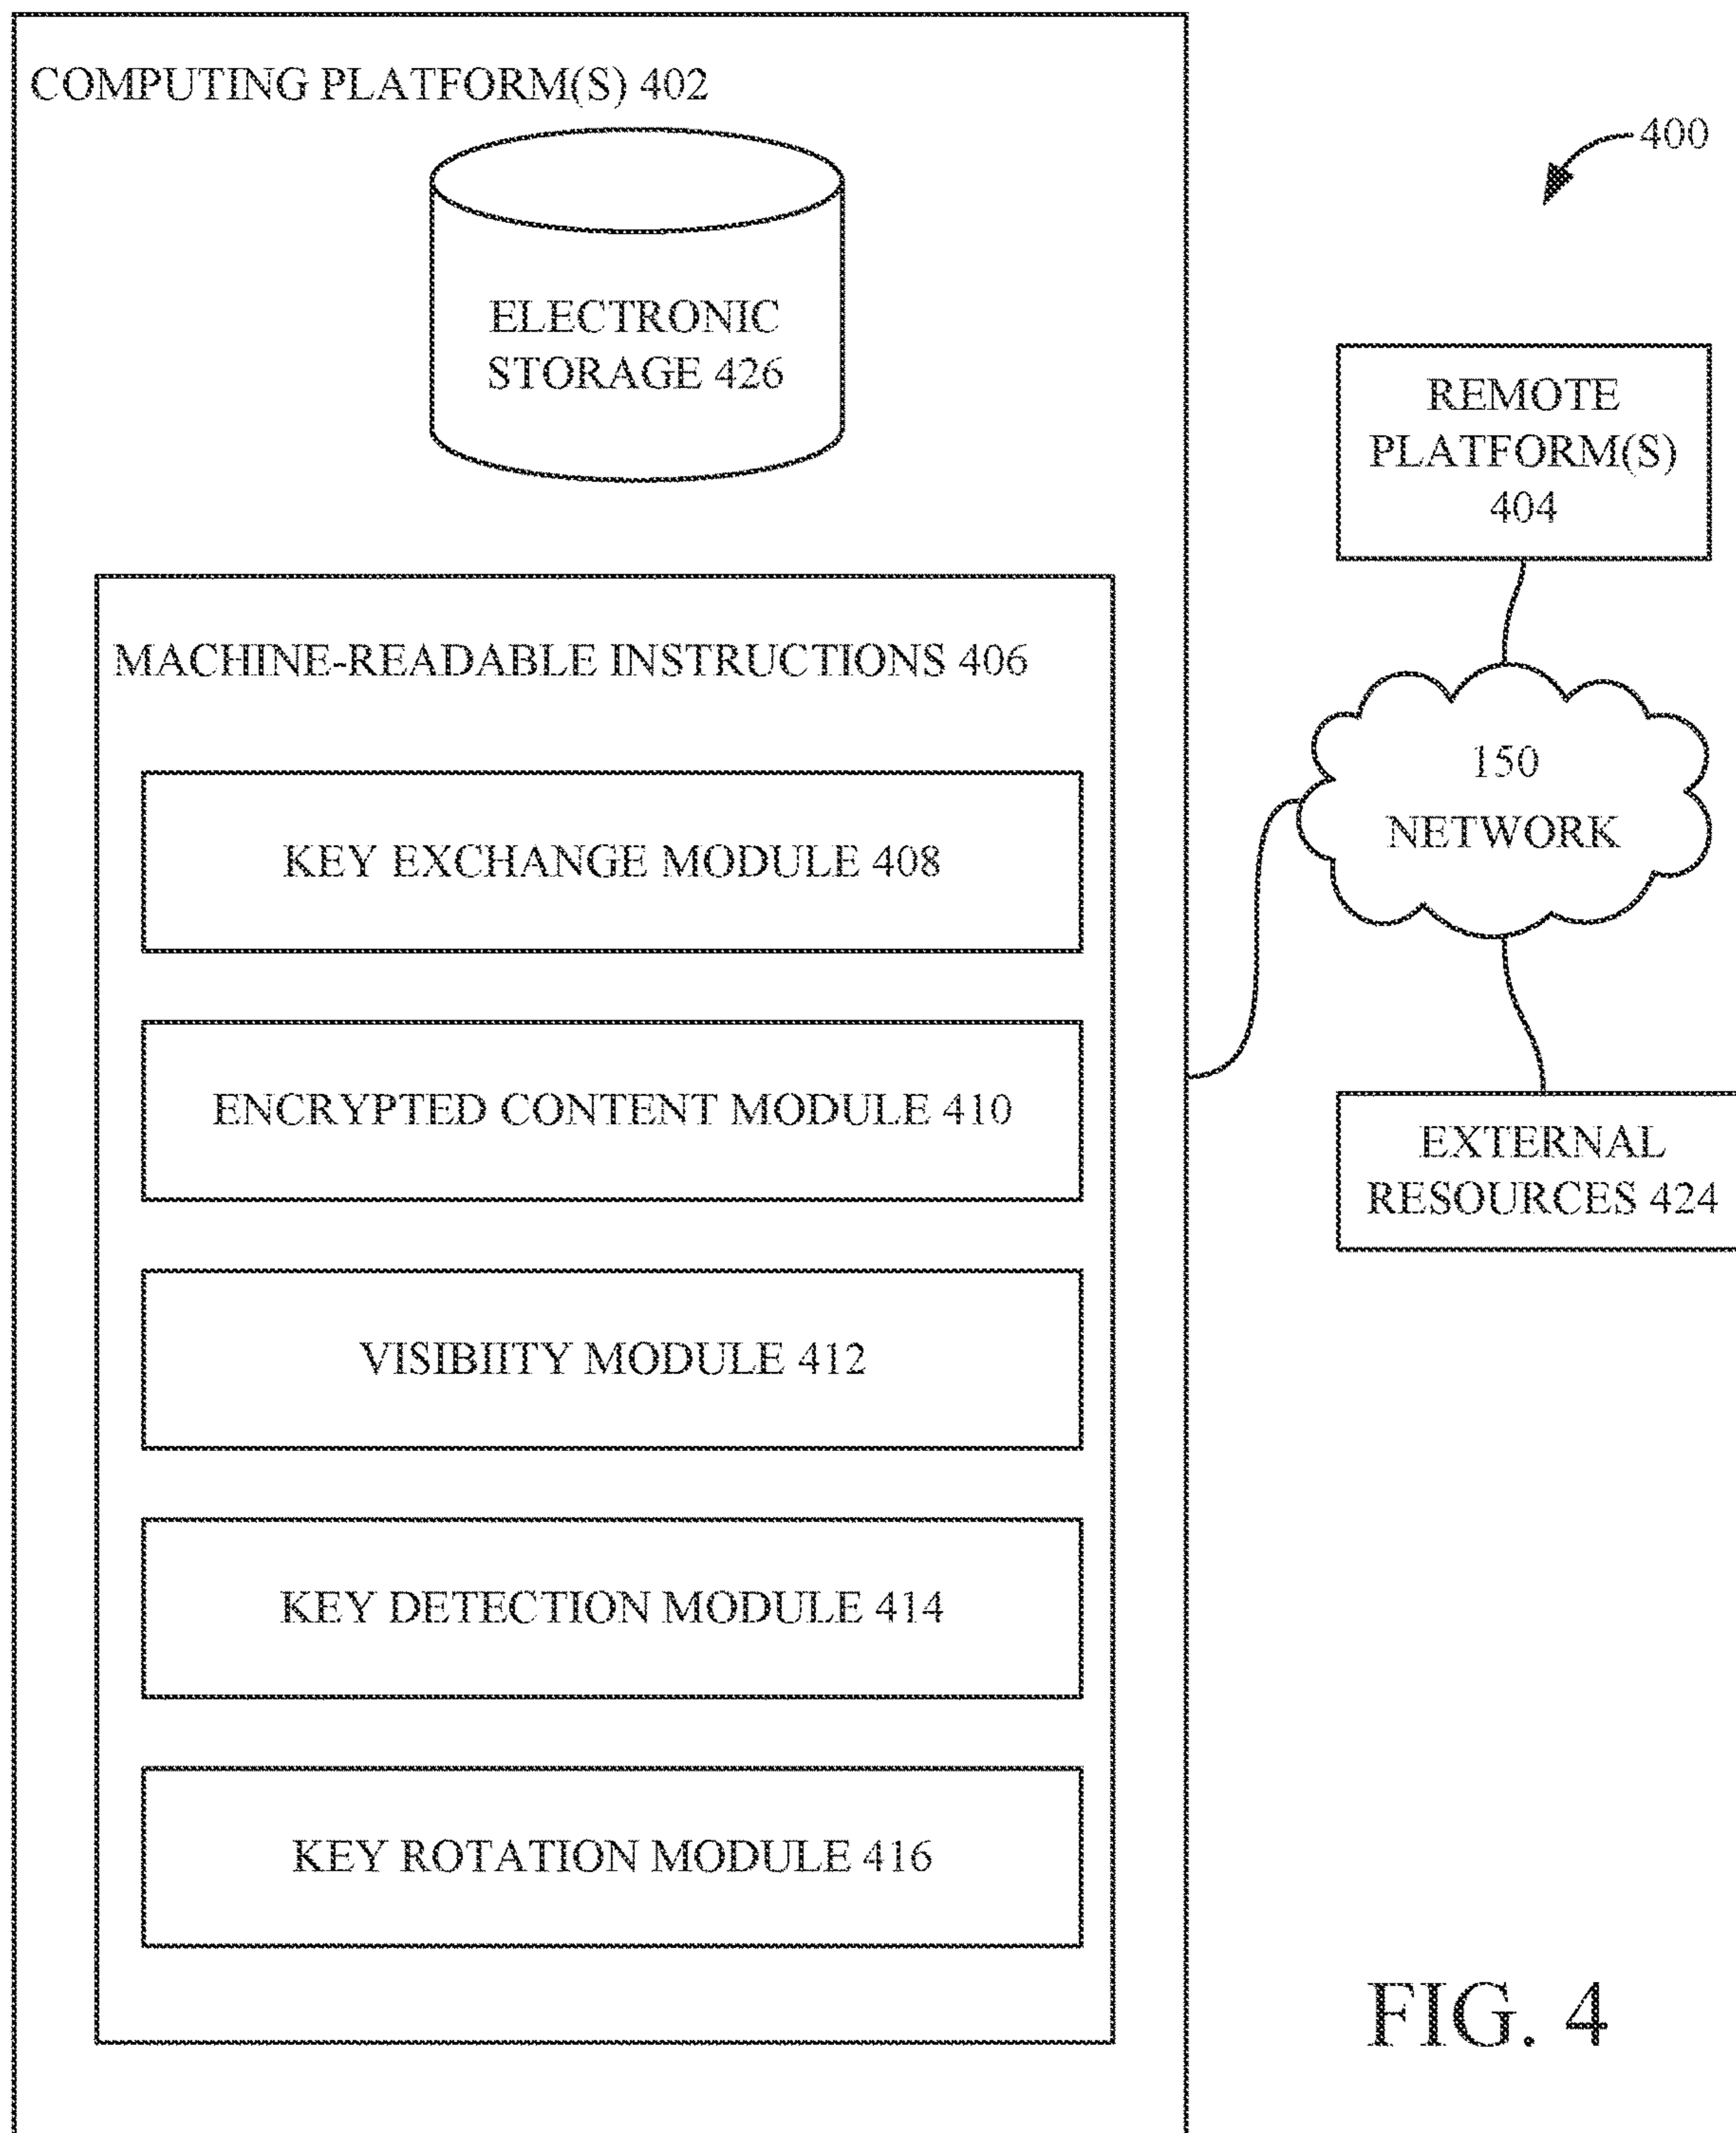 COMPUTING PLATFORM(S) 402
400
ELECTRONIC
STORAGE 426
REMOTE
PLATFORM(S)
404
MACHINE-READABLE INSTRUCTIONS 406
150
NETWORK
KEY EXCHANGE MODULE 408
ENCRYPTED CONTENT MODULE 410
EXTERNAL
RESOURCES 424
VISIBIITY MODULE 412
KEY DETECTION MODULE 414
KEY ROTATION MODULE 416
FIG. 4